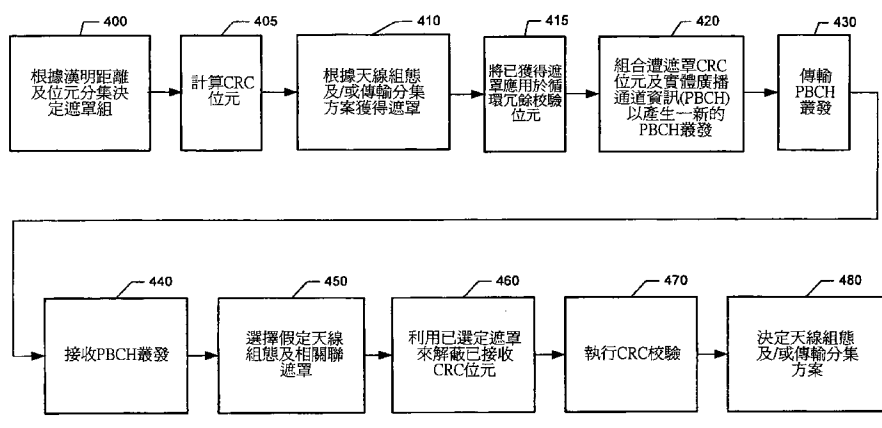 400
根據漢明距離
及位元分集決
定遮罩組
405
計算CRC
位元
410
根據天線組態
及/或傳輸分集
方案獲得遮罩
415
將已獲得遮
罩應用於循
環冗餘校驗
位元
420
組合遭遮罩CRC
位元及實體廣播
通道資訊(PBCH)
以產生一新的
PBCH叢發
430
傳輸
PBCH
叢發
440
接收PBCH叢發
450
選擇假定天線
組態及相關聯
遮罩
460
利用已選定遮罩
來解蔽已接收
CRC位元
470
執行CRC校驗
480
決定天線組態
及/或傳輸分集
方案